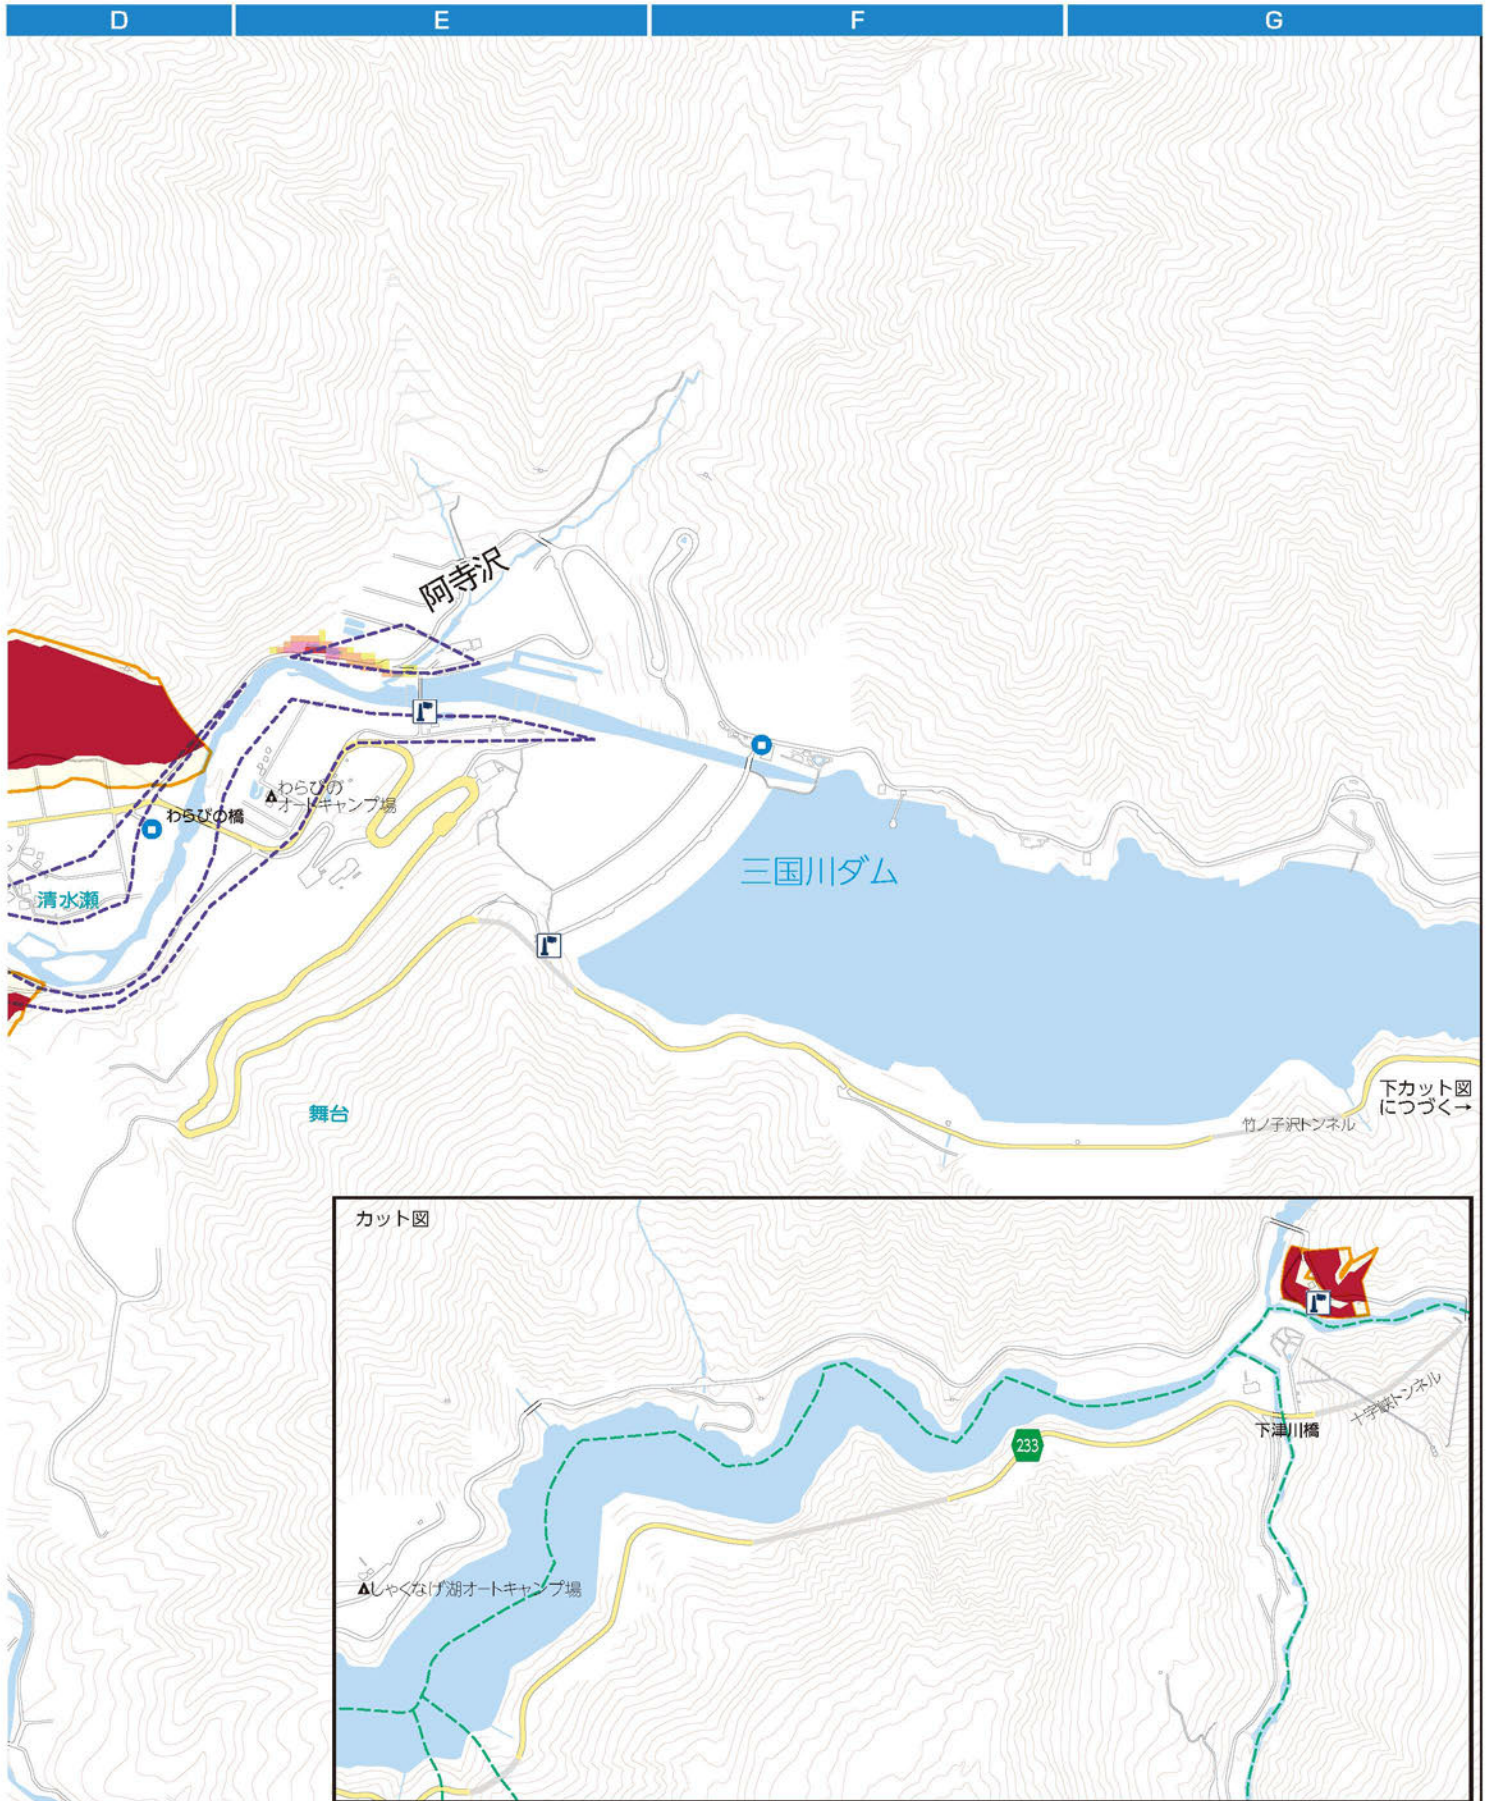 D
E
F
G
阿寺沢
わらびの
オートキャンプ場
わらびの橋
三国川ダム
清水瀬
舞台
下カット図
につづく→
竹ノ子沢トンネル
カット図
233
下津川橋
十字峡トンネル
しゃくなげ湖オートキャンプ場